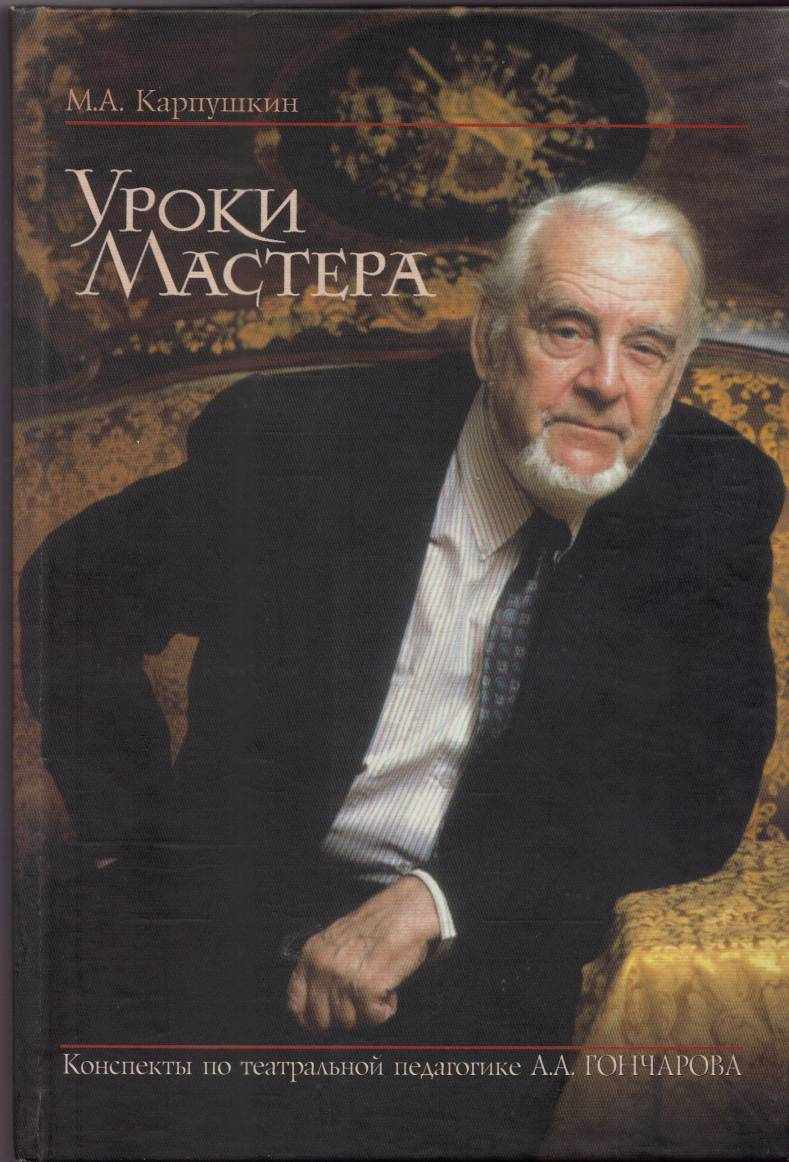 М.А. Карпушкин
Уроки
Мастера
Конспекты по театральной педагогике А.А. ГОНЧАРОВА